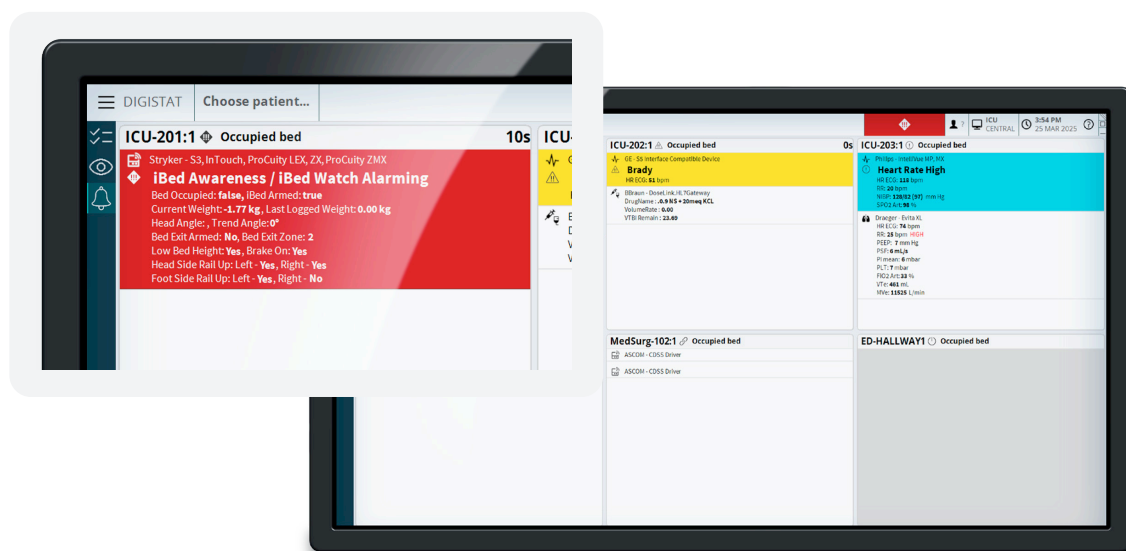 DIGISTAT
Choose patient...
ICU-201:1 Occupied bed 10s
Stryker - S3, InTouch, ProCuity LEX, ZX, ProCuity ZMX
iBed Awareness / iBed Watch Alarming
Bed Occupied: false, iBed Armed: true
Current Weight: -1.77 kg, Last Logged Weight: 0.00 kg
Head Angle: , Trend Angle: 0°
Bed Exit Armed: No, Bed Exit Zone: 2
Low Bed Height: Yes, Brake On: Yes
Head Side Rail Up: Left - Yes, Right - Yes
Foot Side Rail Up: Left - Yes, Right - No
ICU-
7
ICU
CENTRAL
3:54 PM
25 MAR 2025
ICU-202:1 Occupied bed 0s
GE - S5 Interface Compatible Device
Brady
HR ECG: 51 bpm
BBraun - DoseLink.HL7Gateway
DrugName : .0.9 NS + 20meq KCL
VolumeRate : 0.00
VTBI Remain : 23.69
ICU-203:1 Occupied bed
Philips - IntelliVue MP, MX
Heart Rate High
HR ECG: 118 bpm
RR: 20 bpm
NISP: 128/82 (97) mm Hg
SPO2 Art: 98 %
Draeger - Evita XL
HR ECG: 74 bpm
RR: 25 bpm HIGH
PEEP: 7 mm Hg
PSF: 6 mL/s
Pi mean: 6 mbar
PLT: 7 mbar
FIO2 Art: 33 %
VTe: 461 mL
MVe: 11525 L/min
MedSurg-102:1 Occupied bed
ASCOM - CDSS Driver
ASCOM - CDSS Driver
ED-HALLWAY1 Occupied bed